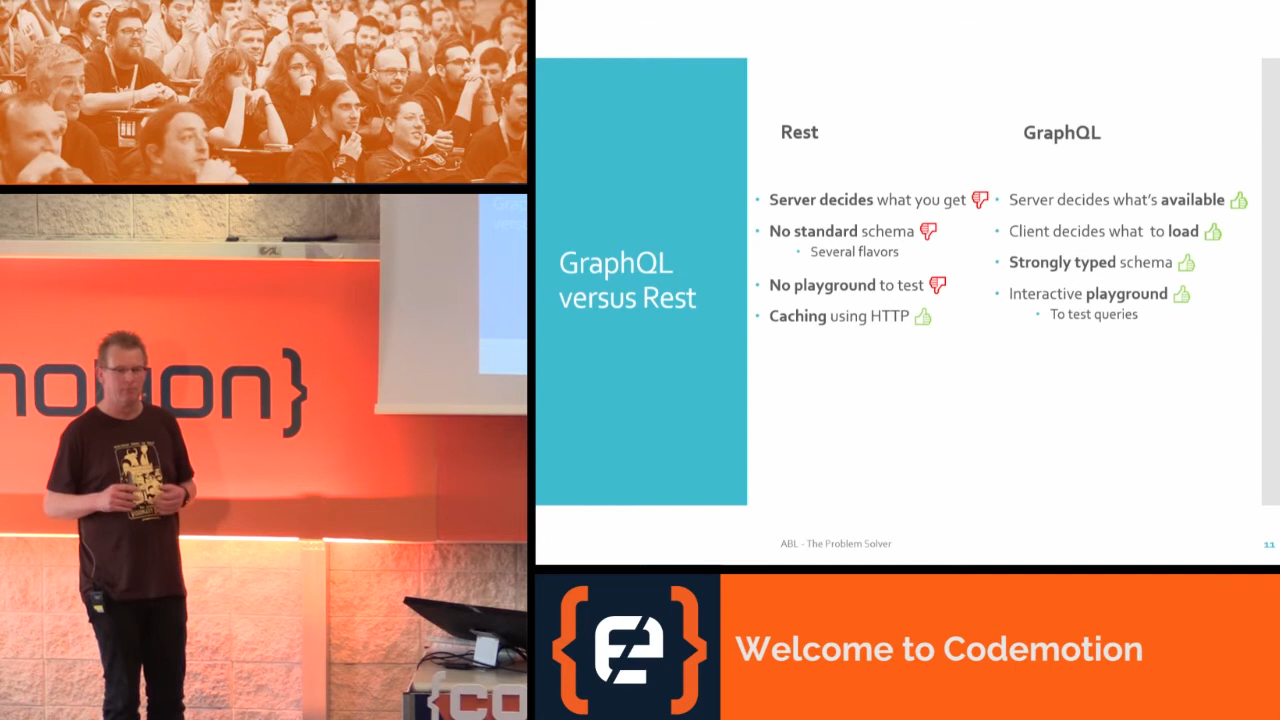 GraphQL
versus Rest
Rest
Server decides what you get
No standard schema
Several flavors
No playground to test
Caching using HTTP
GraphQL
Server decides what's available
Client decides what to load
Strongly typed schema
Interactive playground
To test queries
ABL - The Problem Solver
11
Welcome to Codemotion
motion}
{co